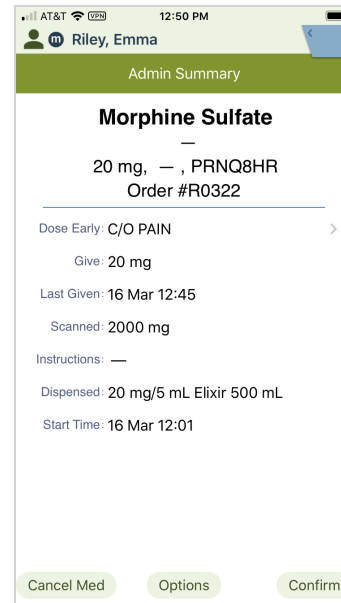 AT&T VPN 12:50 PM
m Riley, Emma
Admin Summary
Morphine Sulfate
—
20 mg, — , PRNQ8HR
Order #R0322
Dose Early: C/O PAIN
Give: 20 mg
Last Given: 16 Mar 12:45
Scanned: 2000 mg
Instructions: —
Dispensed: 20 mg/5 mL Elixir 500 mL
Start Time: 16 Mar 12:01
Cancel Med Options Confirm